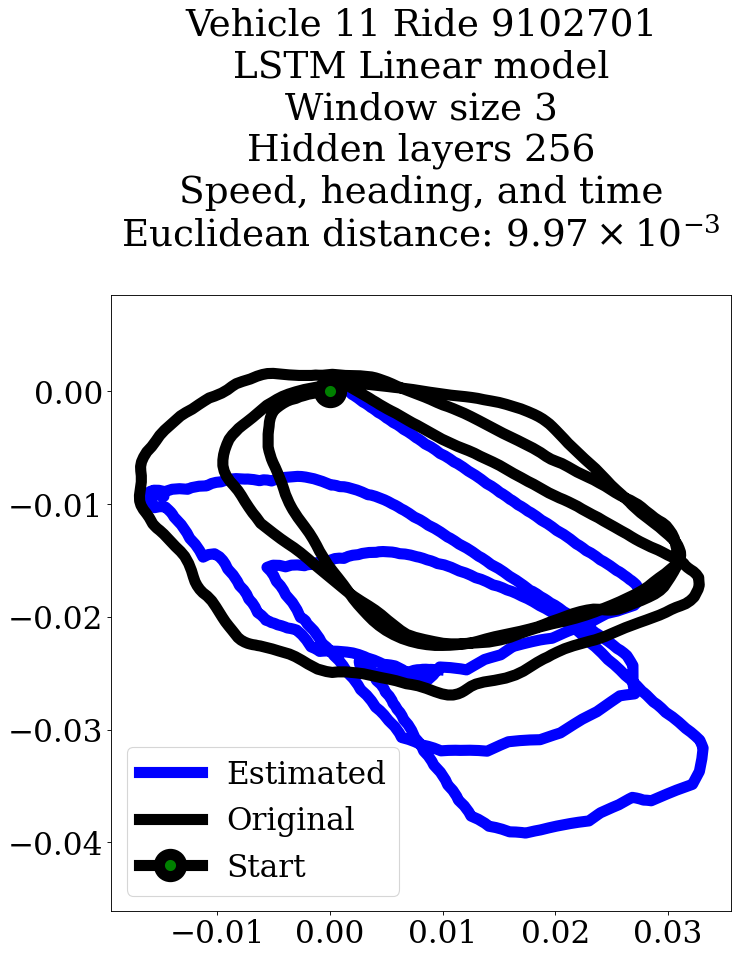 Vehicle 11 Ride 9102701
LSTM Linear model
Window size 3
Hidden layers 256
Speed, heading, and time
Euclidean distance: 9.97 × 10⁻³
0.00
−0.01
−0.02
−0.03
−0.04
Estimated
Original
Start
−0.01 0.00 0.01 0.02 0.03